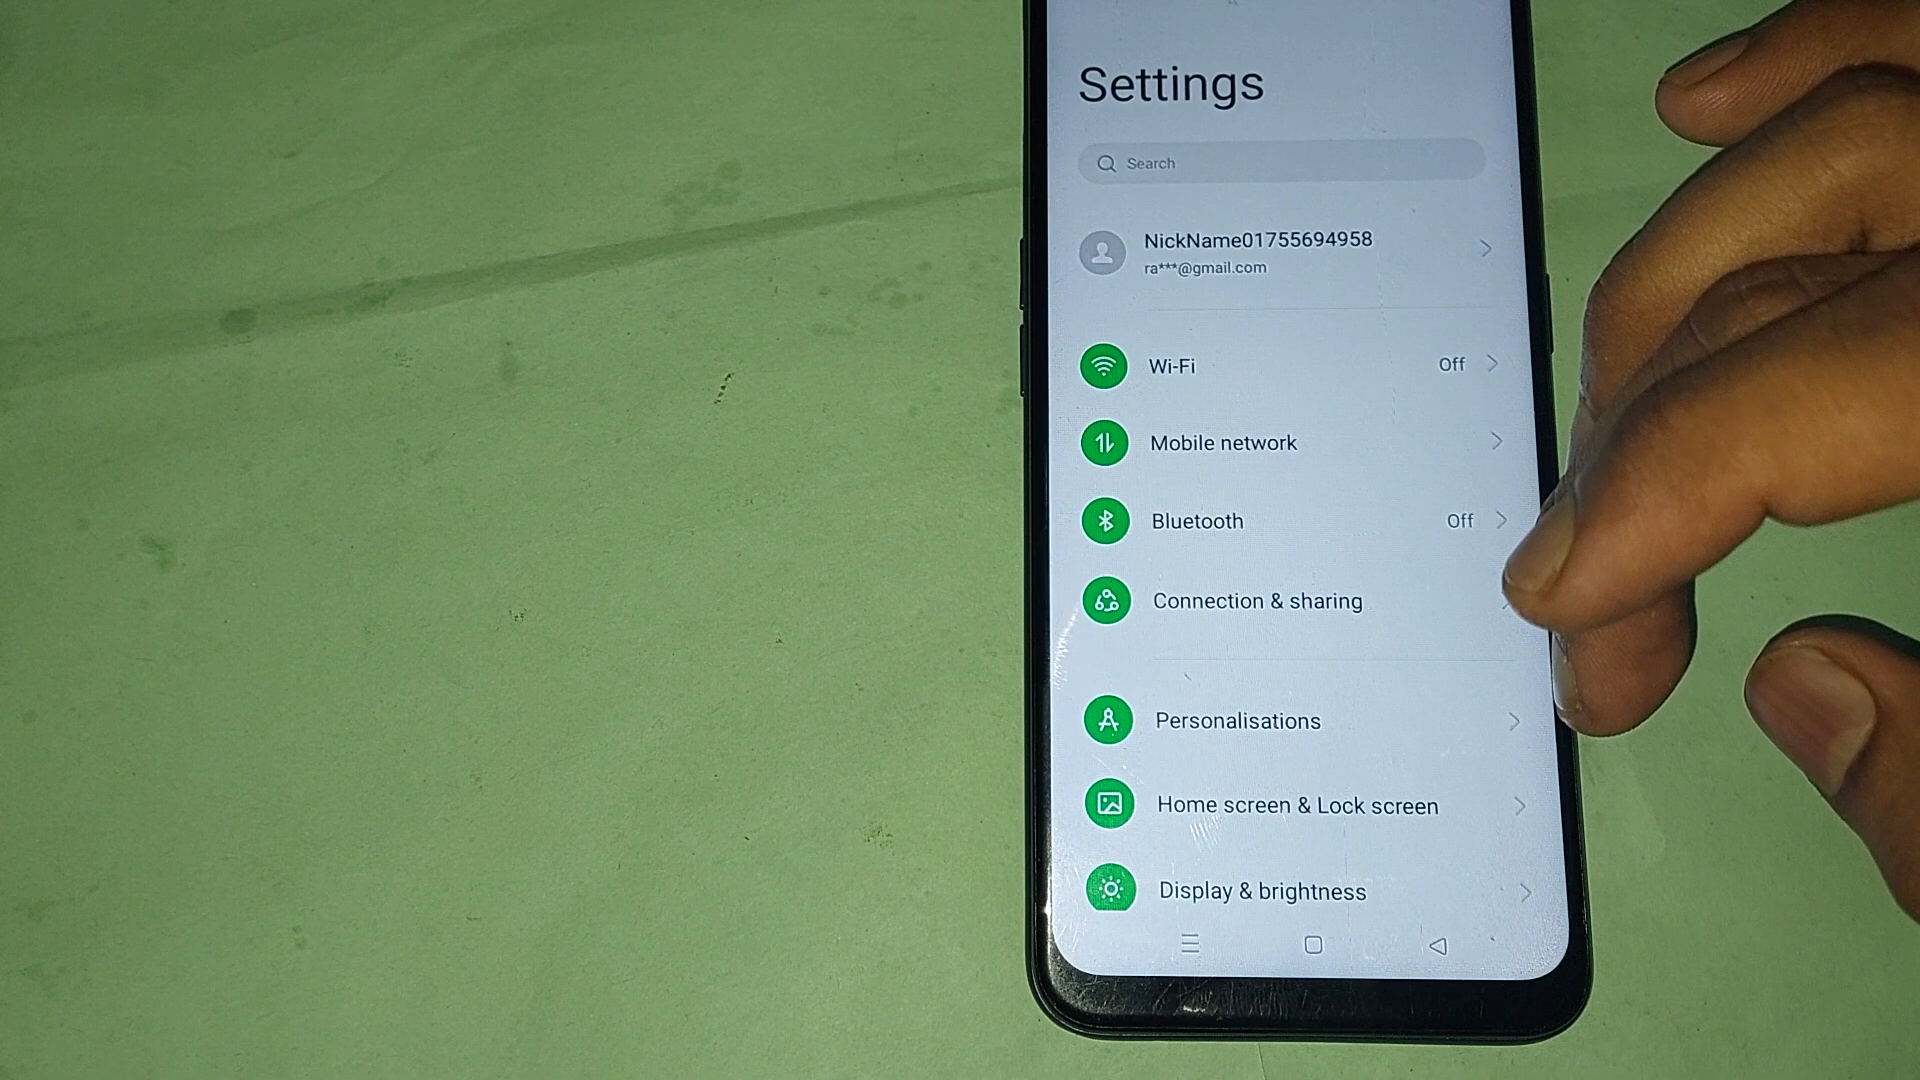 Settings
Search
NickName01755694958
ra***@gmail.com
Wi-Fi Off
Mobile network
Bluetooth Off
Connection & sharing
Personalisations
Home screen & Lock screen
Display & brightness